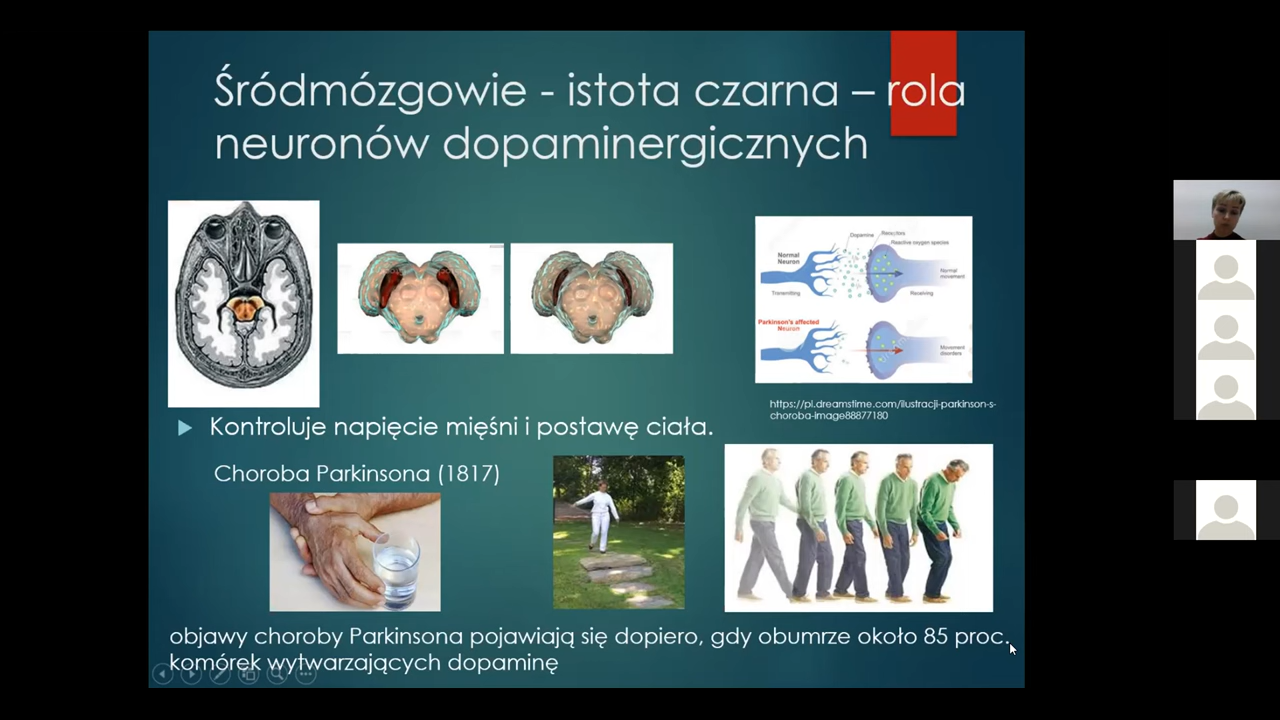 Śródmózgowie - istota czarna – rola
neuronów dopaminergicznych
Dopamina
Receptors
Reactive oxygen species
Normal
Neuron
Normal
movement
Transmitting
Receiving
Parkinson's affected
Neuron
Movement
disorders
https://pl.dreamstime.com/ilustracji-parkinson-s-
choroba-image88877180
Kontroluje napięcie mięśni i postawę ciała.
Choroba Parkinsona (1817)
objawy choroby Parkinsona pojawiają się dopiero, gdy obumrze około 85 proc.
komórek wytwarzających dopaminę